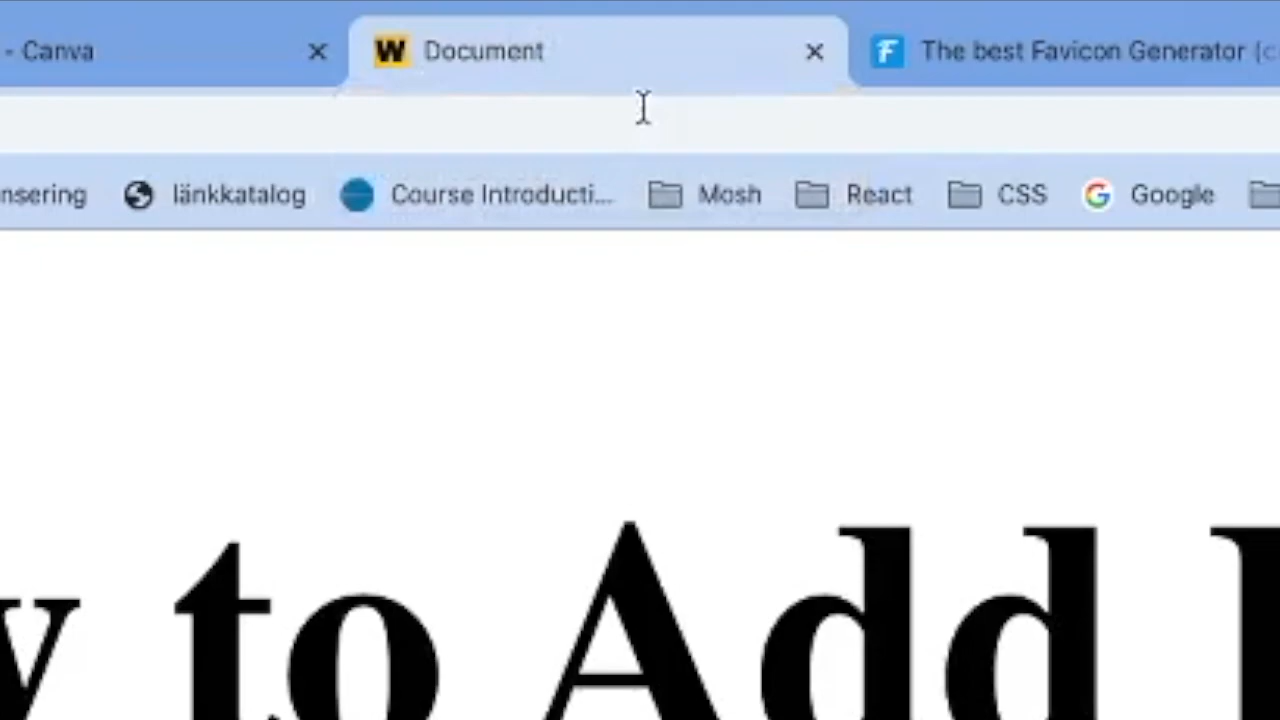 - Canva W Document F The best Favicon Generator (c
nsering länkkatalog Course Introducti... Mosh React CSS G Google
y to Add